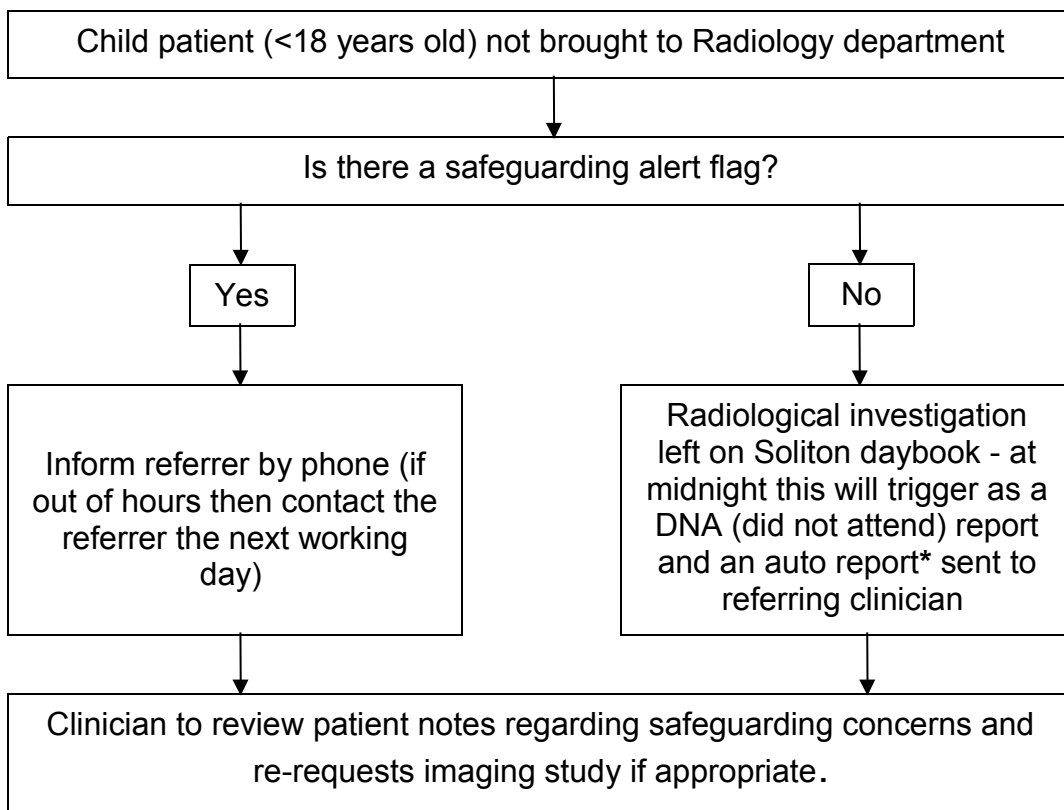 Child patient (<18 years old) not brought to Radiology department
Is there a safeguarding alert flag?
Yes
No
Inform referrer by phone (if
out of hours then contact the
referrer the next working
day)
Radiological investigation
left on Soliton daybook - at
midnight this will trigger as a
DNA (did not attend) report
and an auto report* sent to
referring clinician
Clinician to review patient notes regarding safeguarding concerns and
re-requests imaging study if appropriate.